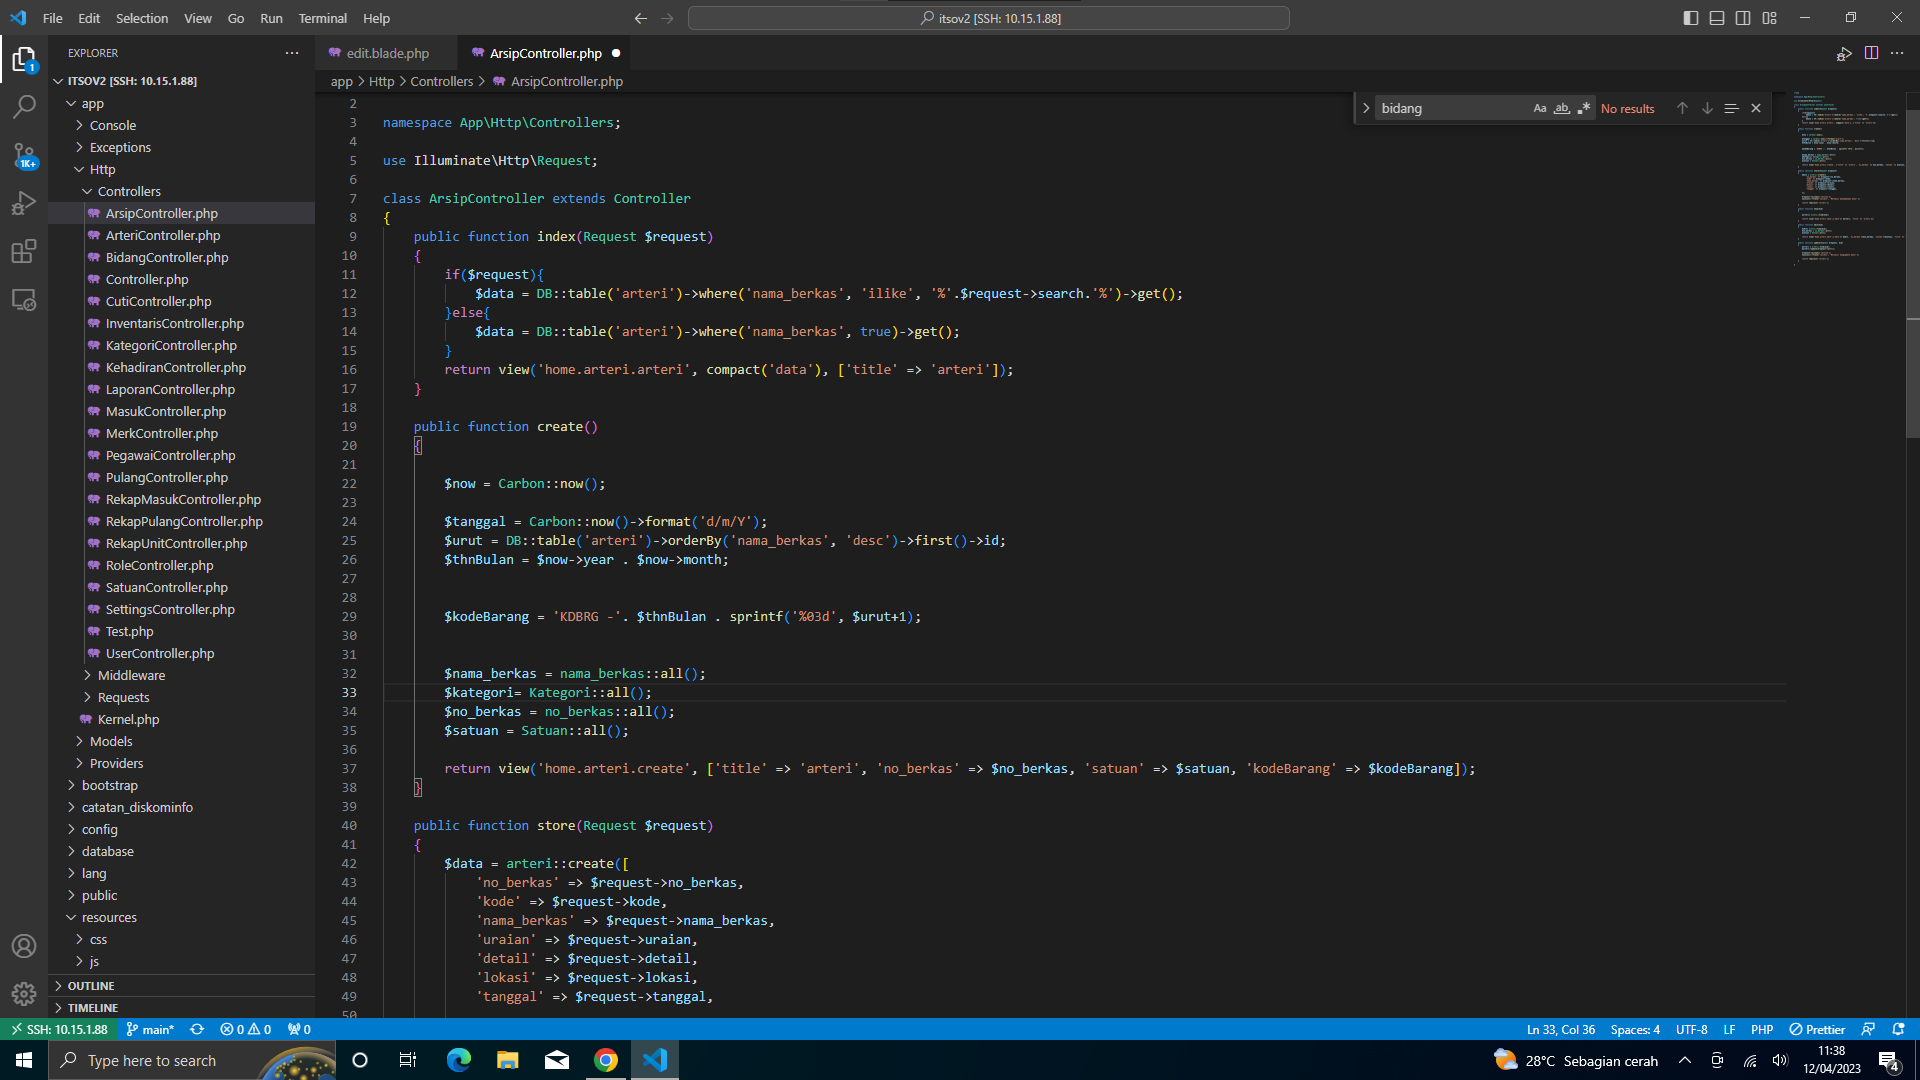 File Edit Selection View Go Run Terminal Help
itsov2 [SSH: 10.15.1.88]
EXPLORER
ITSOV2 [SSH: 10.15.1.88]
app
Console
Exceptions
Http
Controllers
ArsipController.php
ArteriController.php
BidangController.php
Controller.php
CutiController.php
InventarisController.php
KategoriController.php
KehadiranController.php
LaporanController.php
MasukController.php
MerkController.php
PegawaiController.php
PulangController.php
RekapMasukController.php
RekapPulangController.php
RekapUnitController.php
RoleController.php
SatuanController.php
SettingsController.php
Test.php
UserController.php
Middleware
Requests
Kernel.php
Models
Providers
bootstrap
catatan_diskominfo
config
database
lang
public
resources
css
js
OUTLINE
TIMELINE
1
1K+
edit.blade.php ArsipController.php
app > Http > Controllers > ArsipController.php
bidang Aa ab No results
2
3 namespace App\Http\Controllers;
4
5 use Illuminate\Http\Request;
6
7 class ArsipController extends Controller
8 {
9 public function index(Request $request)
10 {
11 if($request){
12 $data = DB::table('arteri')->where('nama_berkas', 'ilike', '%'.$request->search.'%')->get();
13 }else{
14 $data = DB::table('arteri')->where('nama_berkas', true)->get();
15 }
16 return view('home.arteri.arteri', compact('data'), ['title' => 'arteri']);
17 }
18
19 public function create()
20 {
21
22 $now = Carbon::now();
23
24 $tanggal = Carbon::now()->format('d/m/Y');
25 $urut = DB::table('arteri')->orderBy('nama_berkas', 'desc')->first()->id;
26 $thnBulan = $now->year . $now->month;
27
28
29 $kodeBarang = 'KDBRG -'. $thnBulan . sprintf('%03d', $urut+1);
30
31
32 $nama_berkas = nama_berkas::all();
33 $kategori= Kategori::all();
34 $no_berkas = no_berkas::all();
35 $satuan = Satuan::all();
36
37 return view('home.arteri.create', ['title' => 'arteri', 'no_berkas' => $no_berkas, 'satuan' => $satuan, 'kodeBarang' => $kodeBarang]);
38 }
39
40 public function store(Request $request)
41 {
42 $data = arteri::create([
43 'no_berkas' => $request->no_berkas,
44 'kode' => $request->kode,
45 'nama_berkas' => $request->nama_berkas,
46 'uraian' => $request->uraian,
47 'detail' => $request->detail,
48 'lokasi' => $request->lokasi,
49 'tanggal' => $request->tanggal,
50
SSH: 10.15.1.88 main* 0 0 0 Ln 33, Col 36 Spaces: 4 UTF-8 LF PHP Prettier
Type here to search 28°C Sebagian cerah 11:38
12/04/2023 4